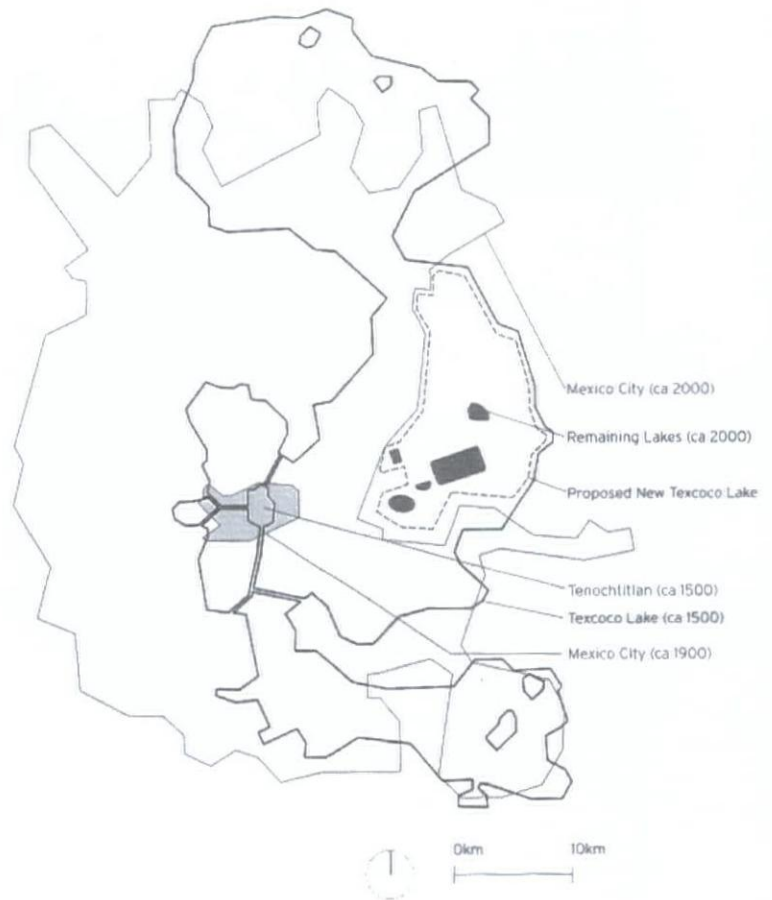 Mexico City (ca 2000)
Remaining Lakes (ca 2000)
Proposed New Texcoco Lake
Tenochtitlan (ca 1500)
Texcoco Lake (ca 1500)
Mexico City (ca 1900)
0km 10km